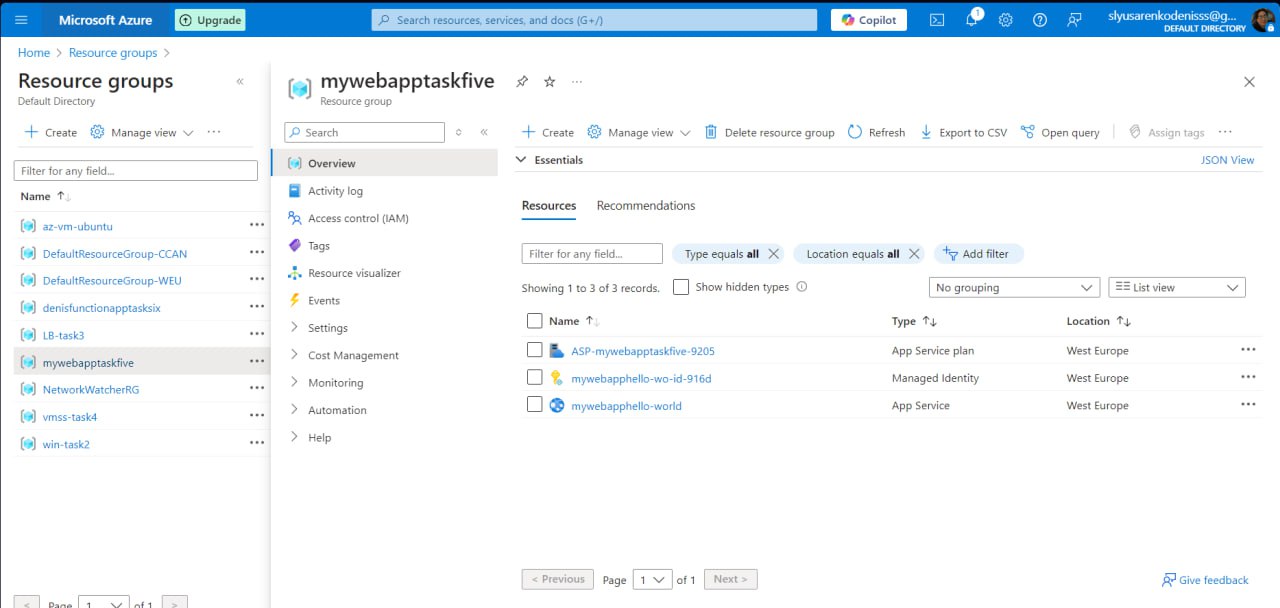 Microsoft Azure
Upgrade
Search resources, services, and docs (G+/)
Copilot
1
slyusarenkodenisss@g...
DEFAULT DIRECTORY
Home > Resource groups >
Resource groups
Default Directory
Create
Manage view
Filter for any field...
Name
az-vm-ubuntu
DefaultResourceGroup-CCAN
DefaultResourceGroup-WEU
denisfunctionapptasksix
LB-task3
mywebapptaskfive
NetworkWatcherRG
vmss-task4
win-task2
< Page 1 of 1 >
mywebapptaskfive
Resource group
Search
Overview
Activity log
Access control (IAM)
Tags
Resource visualizer
Events
Settings
Cost Management
Monitoring
Automation
Help
Create Manage view Delete resource group Refresh Export to CSV Open query Assign tags
Essentials
JSON View
Resources Recommendations
Filter for any field...
Type equals all
Location equals all
Add filter
Showing 1 to 3 of 3 records.
Show hidden types
No grouping
List view
Name Type Location
ASP-mywebapptaskfive-9205 App Service plan West Europe
mywebapphello-wo-id-916d Managed Identity West Europe
mywebapphello-world App Service West Europe
< Previous Page 1 of 1 Next >
Give feedback